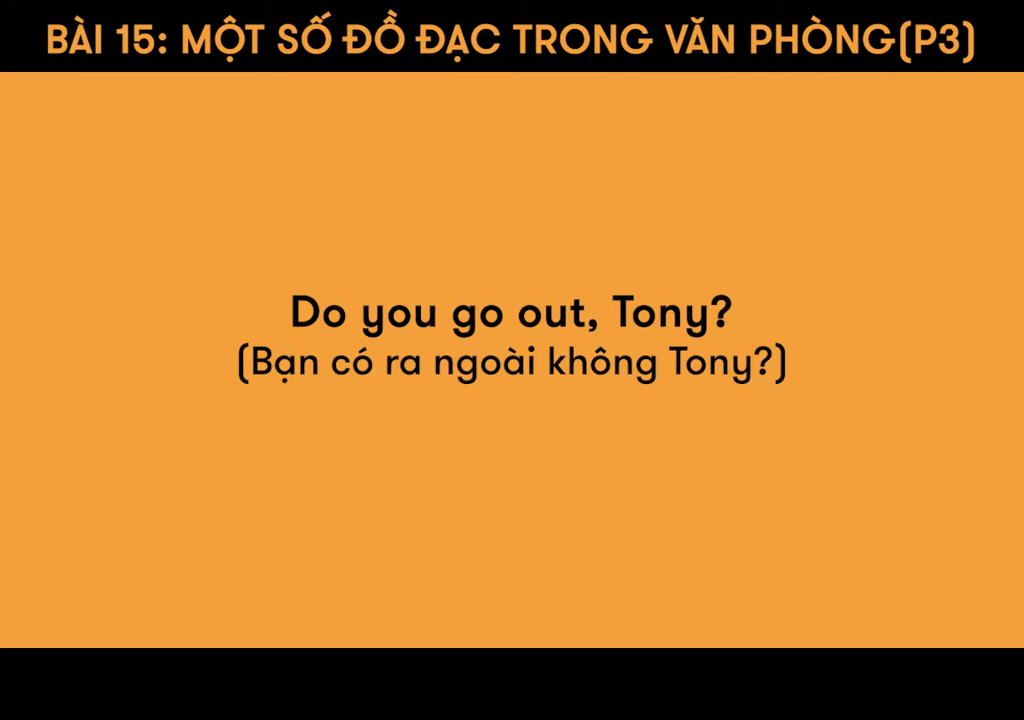 BÀI 15: MỘT SỐ ĐỒ ĐẠC TRONG VĂN PHÒNG(P3)
Do you go out, Tony?
(Bạn có ra ngoài không Tony?)